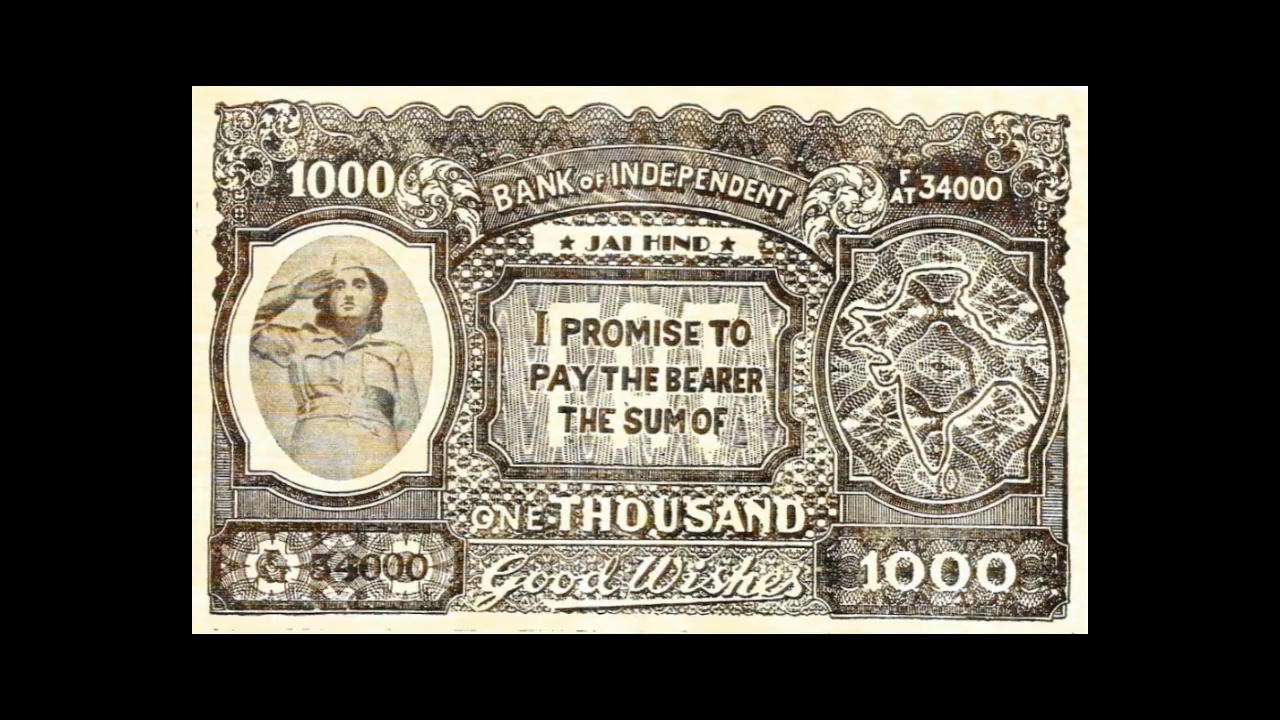 1000
BANK OF INDEPENDENT
F
AT 34000
★ JAI HIND ★
I PROMISE TO
PAY THE BEARER
THE SUM OF
ONE THOUSAND
34000
Good Wishes
1000